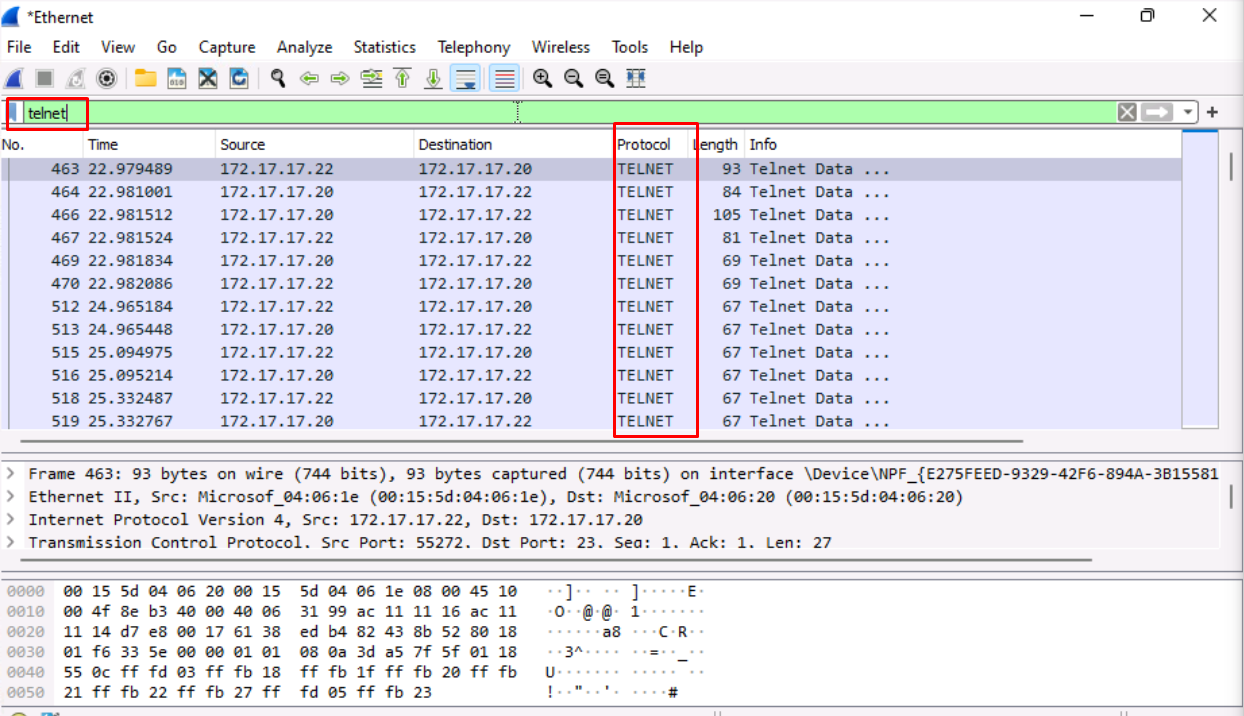 *Ethernet
File Edit View Go Capture Analyze Statistics Telephony Wireless Tools Help
telnet
No. Time Source Destination Protocol Length Info
463 22.979489 172.17.17.22 172.17.17.20 TELNET 93 Telnet Data ...
464 22.981001 172.17.17.20 172.17.17.22 TELNET 84 Telnet Data ...
466 22.981512 172.17.17.20 172.17.17.22 TELNET 105 Telnet Data ...
467 22.981524 172.17.17.22 172.17.17.20 TELNET 81 Telnet Data ...
469 22.981834 172.17.17.20 172.17.17.22 TELNET 69 Telnet Data ...
470 22.982086 172.17.17.22 172.17.17.20 TELNET 69 Telnet Data ...
512 24.965184 172.17.17.22 172.17.17.20 TELNET 67 Telnet Data ...
513 24.965448 172.17.17.20 172.17.17.22 TELNET 67 Telnet Data ...
515 25.094975 172.17.17.22 172.17.17.20 TELNET 67 Telnet Data ...
516 25.095214 172.17.17.20 172.17.17.22 TELNET 67 Telnet Data ...
518 25.332487 172.17.17.22 172.17.17.20 TELNET 67 Telnet Data ...
519 25.332767 172.17.17.20 172.17.17.22 TELNET 67 Telnet Data ...
Frame 463: 93 bytes on wire (744 bits), 93 bytes captured (744 bits) on interface \Device\NPF_{E275FEED-9329-42F6-894A-3B15581
Ethernet II, Src: Microsof_04:06:1e (00:15:5d:04:06:1e), Dst: Microsof_04:06:20 (00:15:5d:04:06:20)
Internet Protocol Version 4, Src: 172.17.17.22, Dst: 172.17.17.20
Transmission Control Protocol, Src Port: 55272, Dst Port: 23, Seq: 1, Ack: 1, Len: 27
0000 00 15 5d 04 06 20 00 15 5d 04 06 1e 08 00 45 10 ··]·· ·· ]·····E·
0010 00 4f 8e b3 40 00 40 06 31 99 ac 11 11 16 ac 11 ·O··@·@· 1·······
0020 11 14 d7 e8 00 17 61 38 ed b4 82 43 8b 52 80 18 ······a8 ···C·R··
0030 01 f6 33 5e 00 00 01 01 08 0a 3d a5 7f 5f 01 18 ··3^···· ··=··_··
0040 55 0c ff fd 03 ff fb 18 ff fb 1f ff fb 20 ff fb U······· ····· ··
0050 21 ff fb 22 ff fb 27 ff fd 05 ff fb 23 !··"··'· ····#